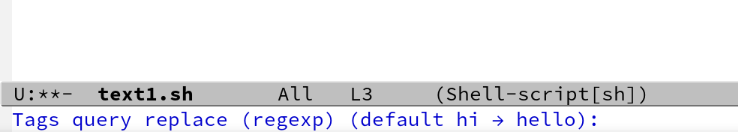 U:**-  text1.sh       All   L3     (Shell-script[sh])
Tags query replace (regexp) (default hi → hello):